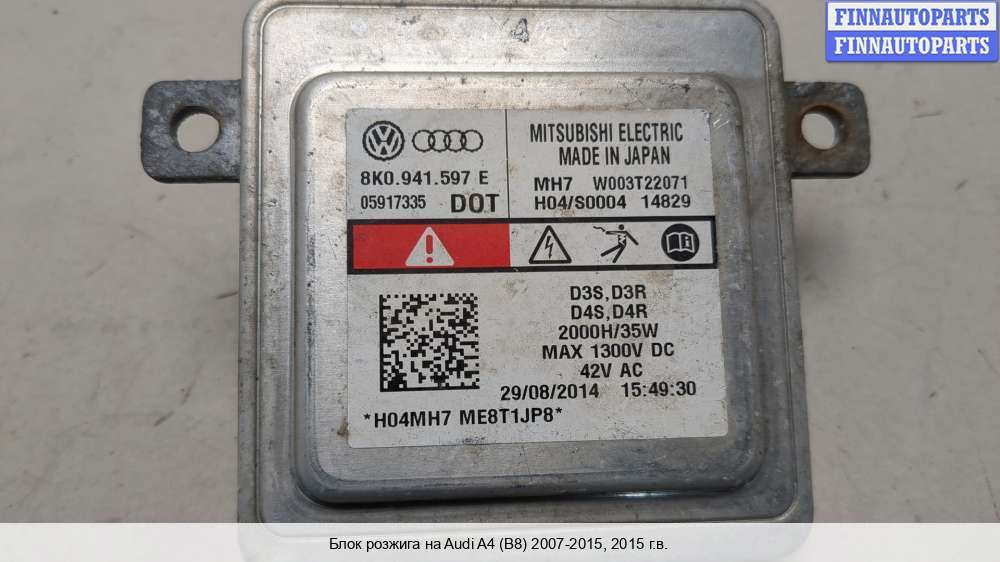 FINNAUTOPARTS
FINNAUTOPARTS
8K0.941.597 E
05917335 DOT
MITSUBISHI ELECTRIC
MADE IN JAPAN
MH7 W003T22071
H04/S0004 14829
D3S,D3R
D4S,D4R
2000H/35W
MAX 1300V DC
42V AC
29/08/2014 15:49:30
*H04MH7 ME8T1JP8*
Блок розжига на Audi A4 (B8) 2007-2015, 2015 г.в.